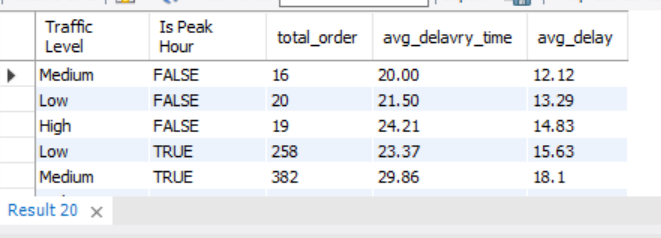 Traffic Level Is Peak Hour total_order avg_delavry_time avg_delay
Medium FALSE 16 20.00 12.12
Low FALSE 20 21.50 13.29
High FALSE 19 24.21 14.83
Low TRUE 258 23.37 15.63
Medium TRUE 382 29.86 18.1
Result 20